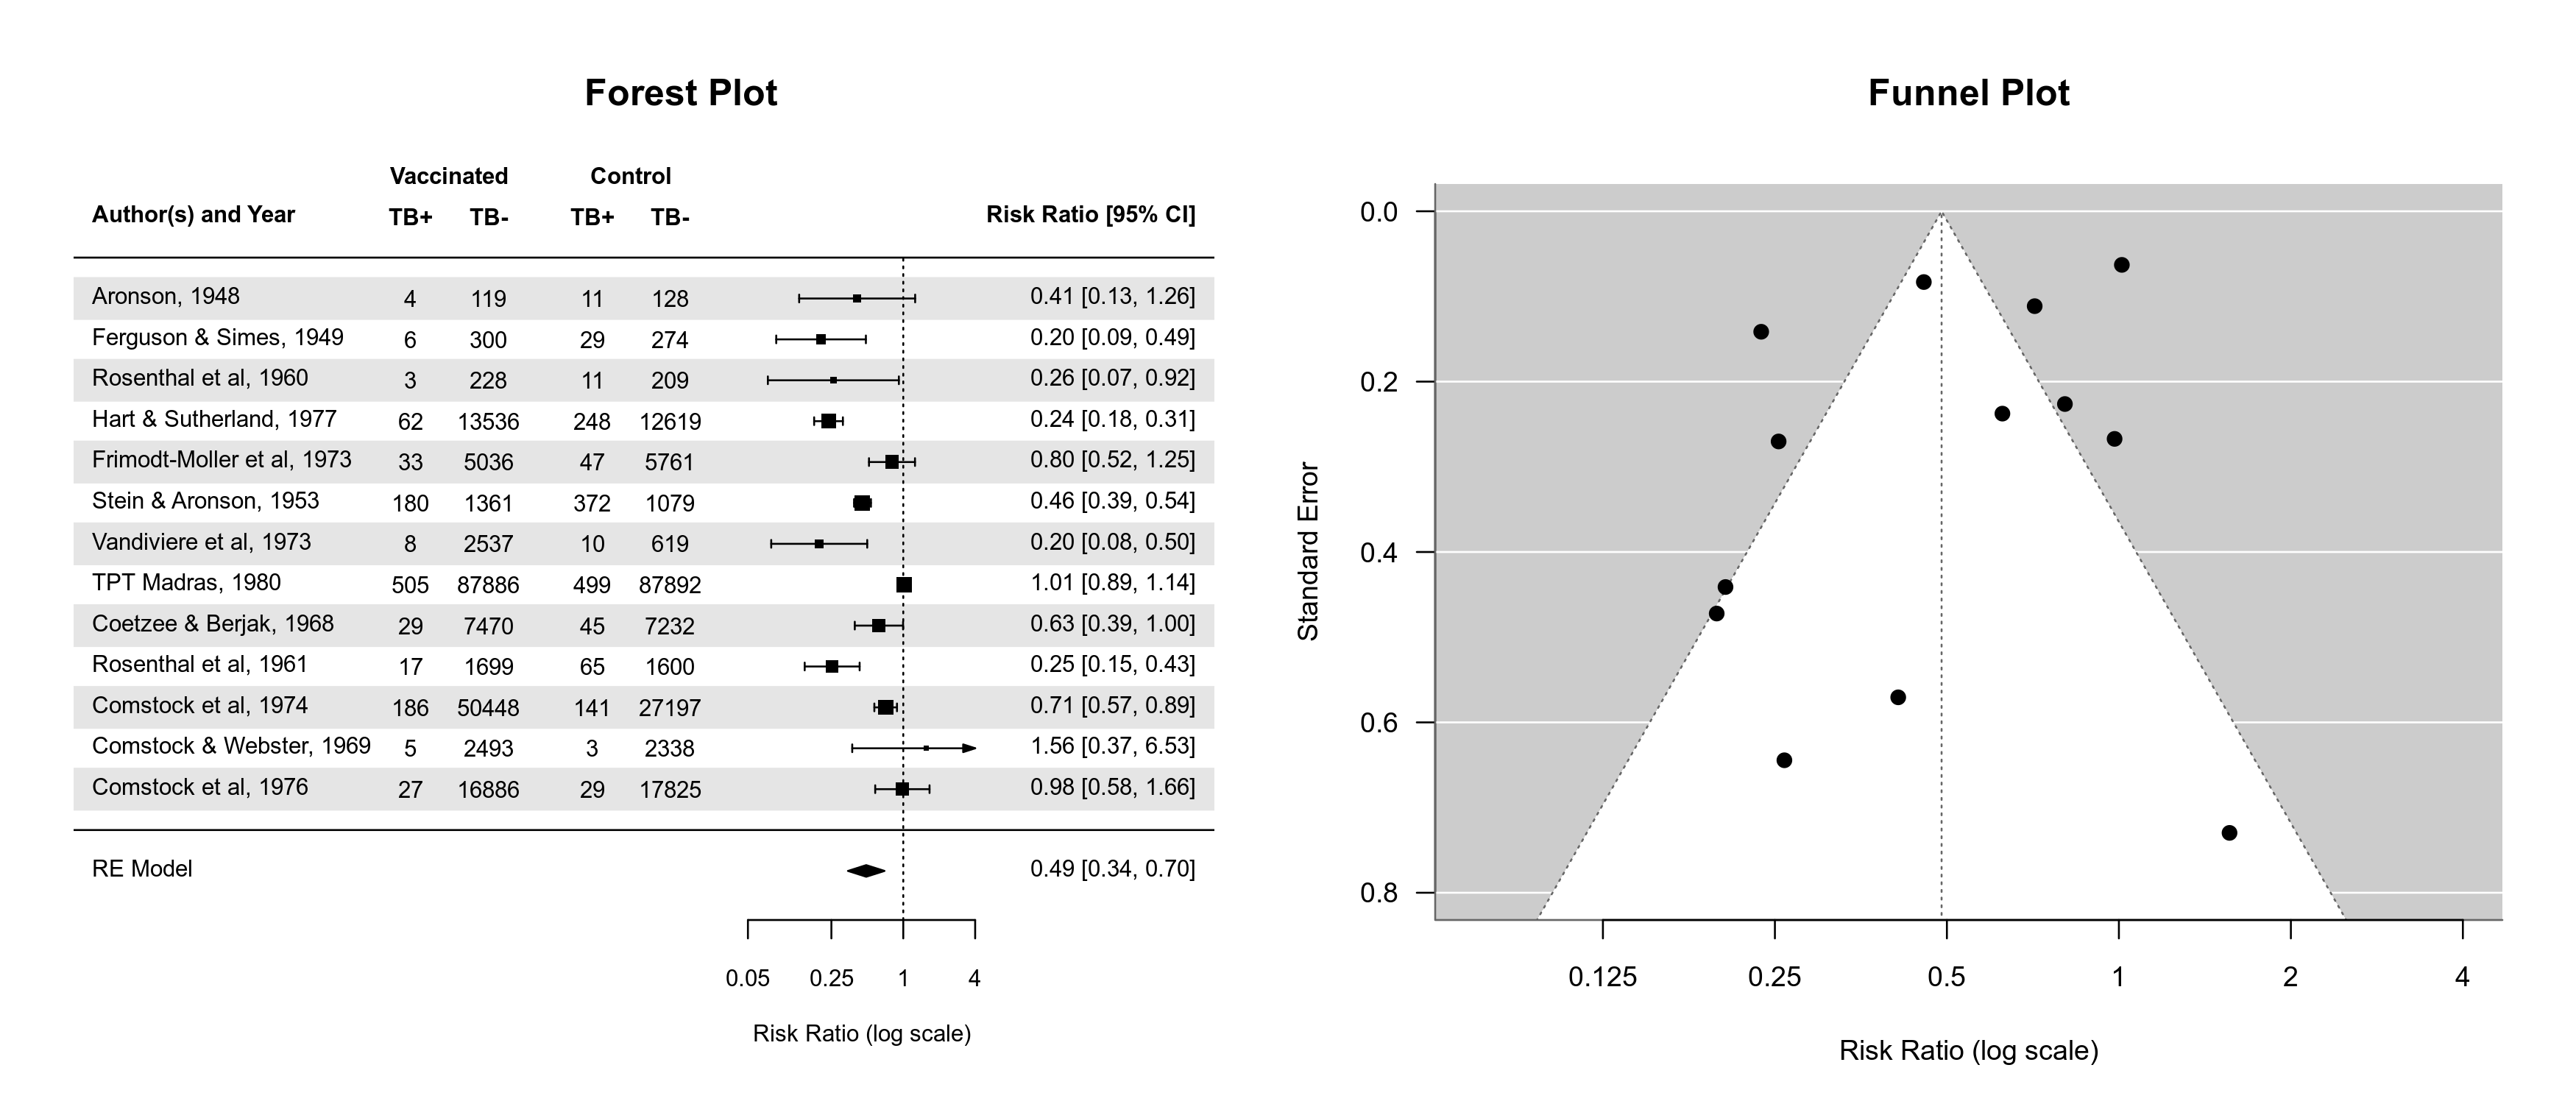 Forest Plot
Vaccinated Control
Author(s) and Year TB+ TB- TB+ TB- Risk Ratio [95% CI]
Aronson, 1948 4 119 11 128 0.41 [0.13, 1.26]
Ferguson & Simes, 1949 6 300 29 274 0.20 [0.09, 0.49]
Rosenthal et al, 1960 3 228 11 209 0.26 [0.07, 0.92]
Hart & Sutherland, 1977 62 13536 248 12619 0.24 [0.18, 0.31]
Frimodt-Moller et al, 1973 33 5036 47 5761 0.80 [0.52, 1.25]
Stein & Aronson, 1953 180 1361 372 1079 0.46 [0.39, 0.54]
Vandiviere et al, 1973 8 2537 10 619 0.20 [0.08, 0.50]
TPT Madras, 1980 505 87886 499 87892 1.01 [0.89, 1.14]
Coetzee & Berjak, 1968 29 7470 45 7232 0.63 [0.39, 1.00]
Rosenthal et al, 1961 17 1699 65 1600 0.25 [0.15, 0.43]
Comstock et al, 1974 186 50448 141 27197 0.71 [0.57, 0.89]
Comstock & Webster, 1969 5 2493 3 2338 1.56 [0.37, 6.53]
Comstock et al, 1976 27 16886 29 17825 0.98 [0.58, 1.66]
RE Model 0.49 [0.34, 0.70]
0.05 0.25 1 4
Risk Ratio (log scale)
Funnel Plot
Standard Error
0.0
0.2
0.4
0.6
0.8
0.125 0.25 0.5 1 2 4
Risk Ratio (log scale)